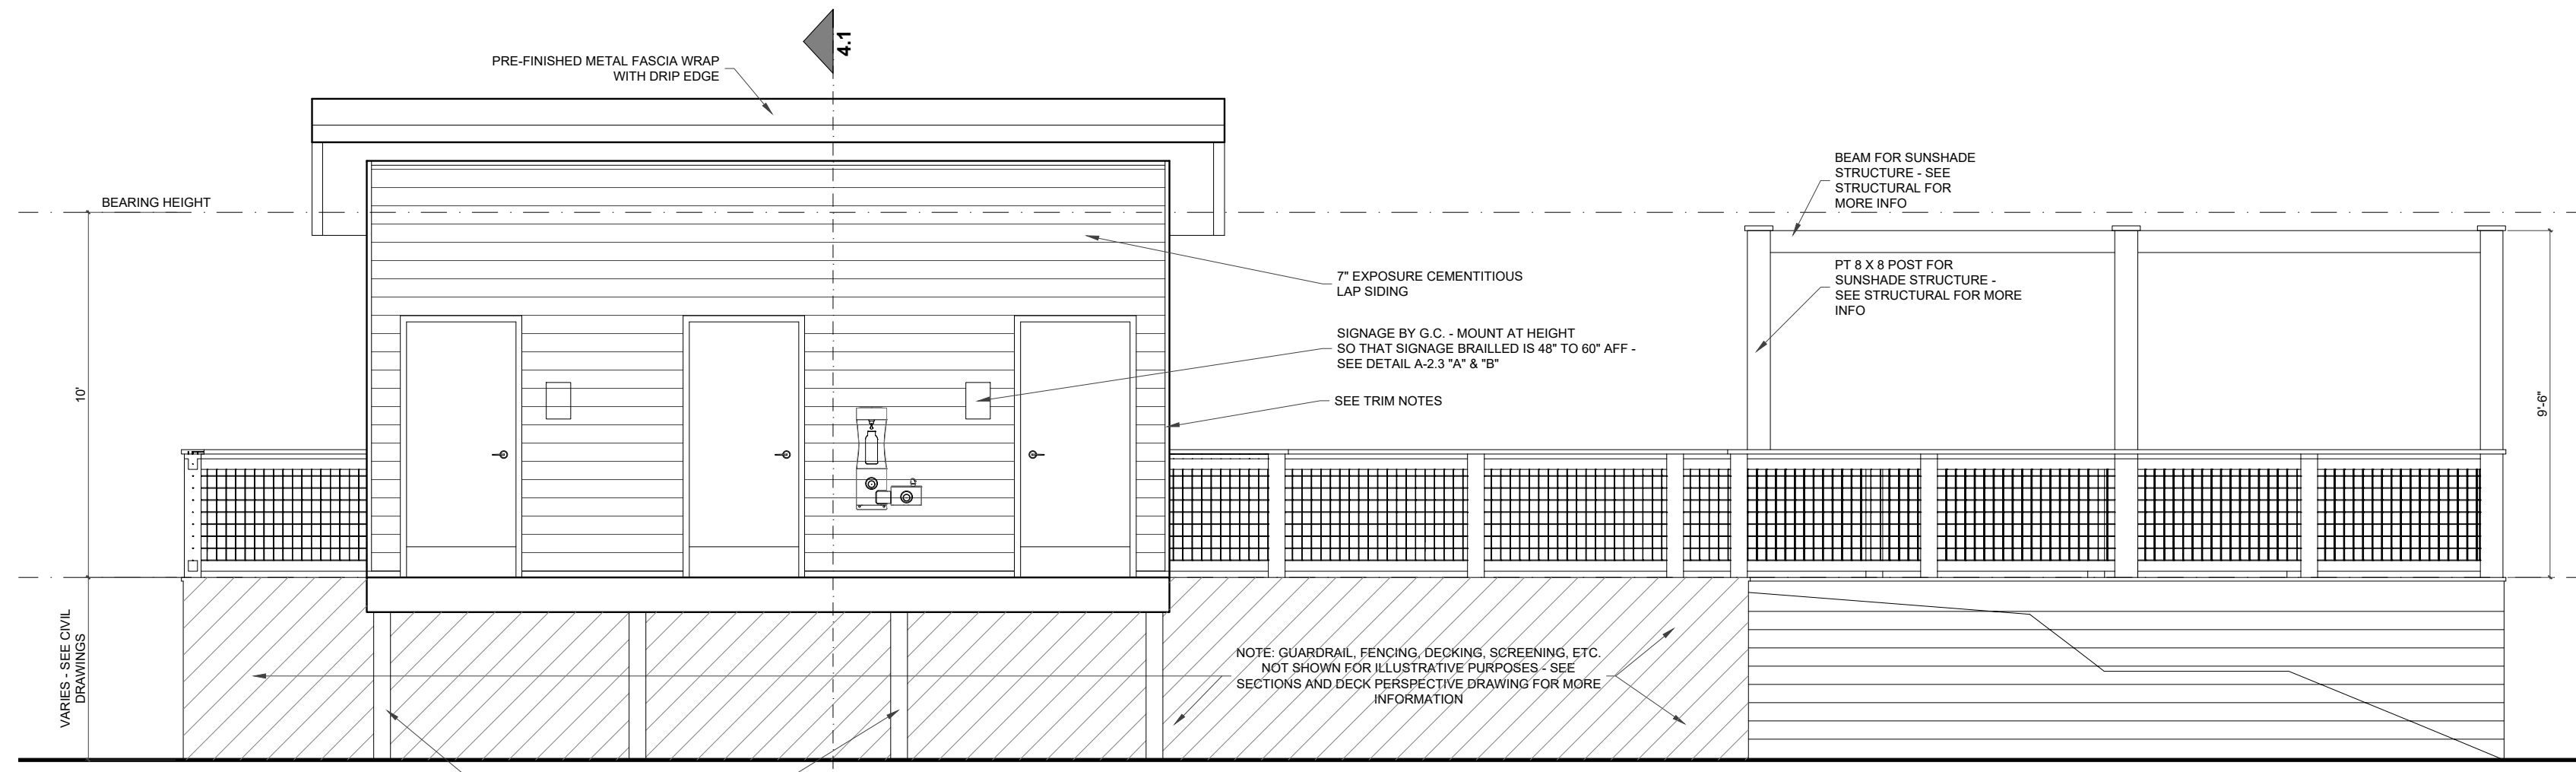 4.1
PRE-FINISHED METAL FASCIA WRAP
WITH DRIP EDGE
BEARING HEIGHT
BEAM FOR SUNSHADE
STRUCTURE - SEE
STRUCTURAL FOR
MORE INFO
7" EXPOSURE CEMENTITIOUS
LAP SIDING
PT 8 X 8 POST FOR
SUNSHADE STRUCTURE -
SEE STRUCTURAL FOR MORE
INFO
SIGNAGE BY G.C. - MOUNT AT HEIGHT
SO THAT SIGNAGE BRAILLED IS 48" TO 60" AFF -
SEE DETAIL A-2.3 "A" & "B"
SEE TRIM NOTES
10'
9'-6"
VARIES - SEE CIVIL
DRAWINGS
NOTE: GUARDRAIL, FENCING, DECKING, SCREENING, ETC.
NOT SHOWN FOR ILLUSTRATIVE PURPOSES - SEE
SECTIONS AND DECK PERSPECTIVE DRAWING FOR MORE
INFORMATION